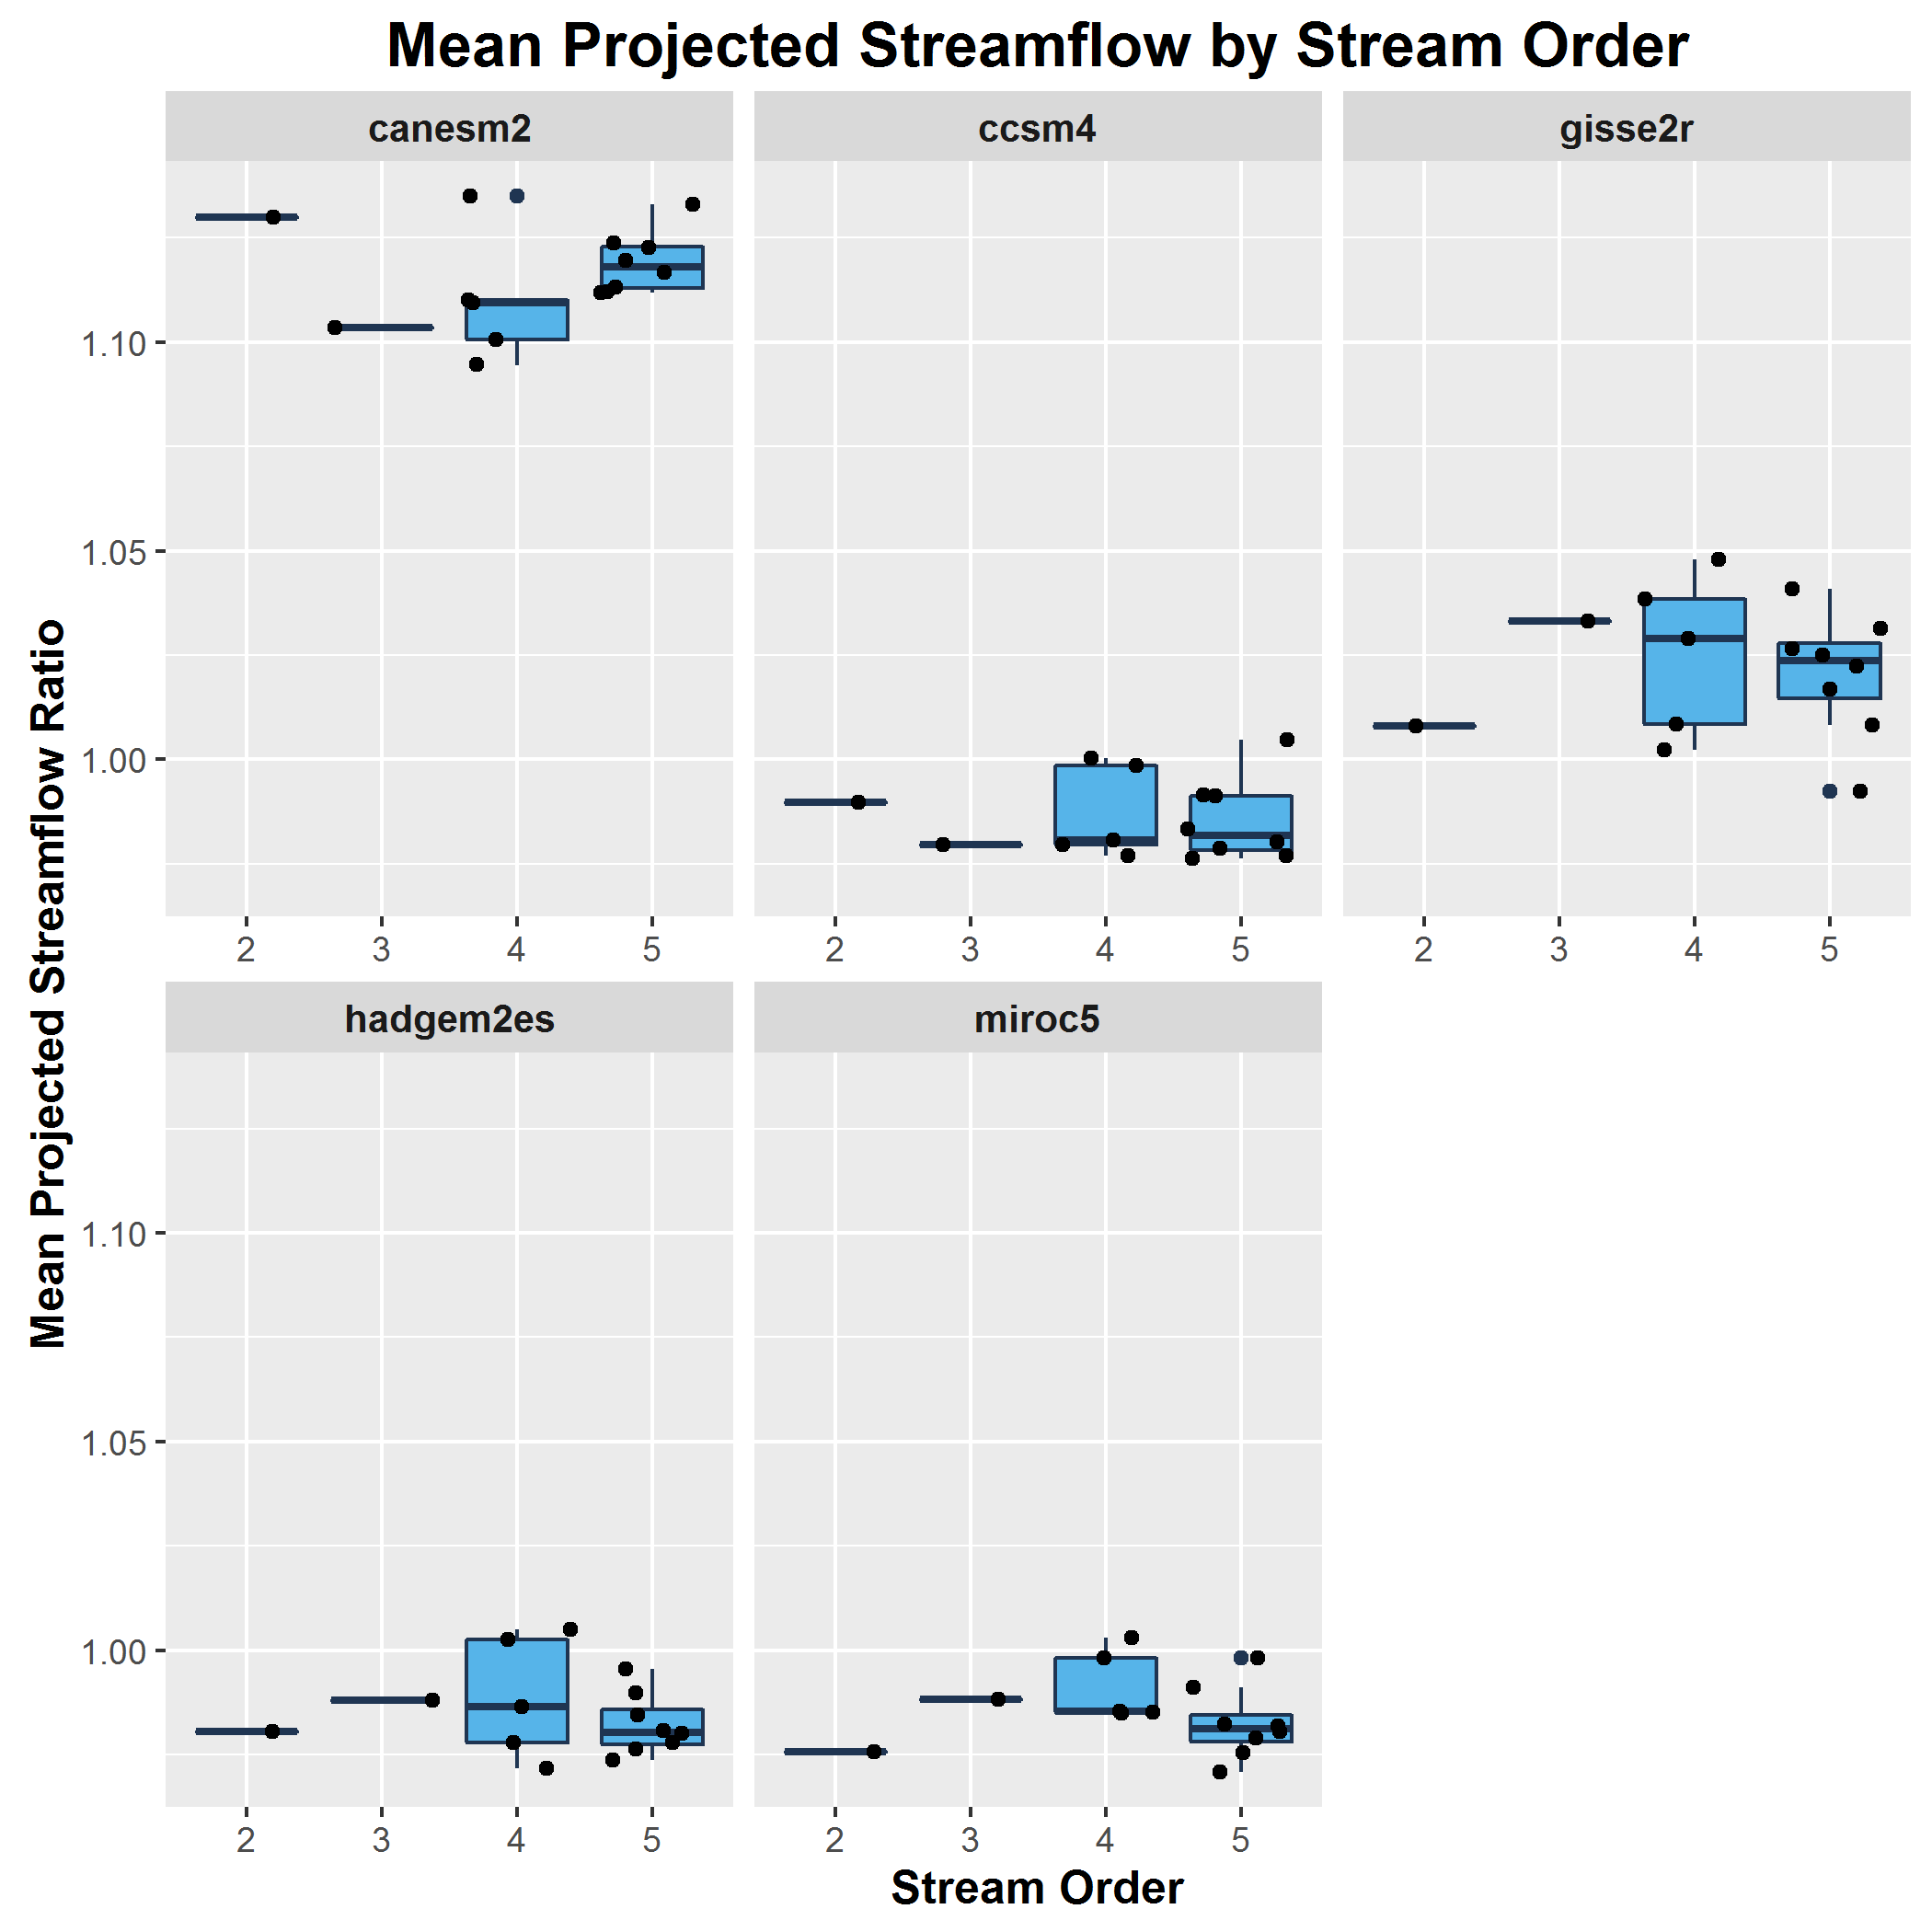 Mean Projected Streamflow by Stream Order
canesm2 ccsm4 gisse2r
1.10
1.05
1.00
2 3 4 5 2 3 4 5 2 3 4 5
hadgem2es miroc5
1.10
1.05
1.00
2 3 4 5 2 3 4 5
Stream Order
Mean Projected Streamflow Ratio